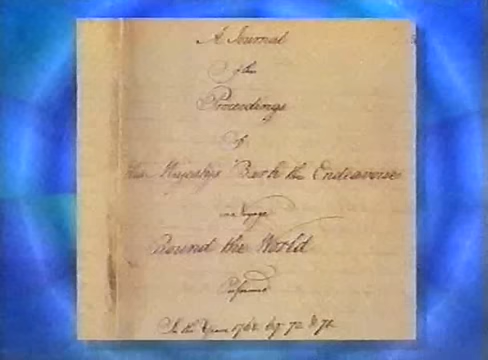 A Journal
of the
Proceedings
of
His Majestys Bark the Endeavour
on a Voyage
Round the World
Performed
In the Years 1768. 69. 70 & 71.